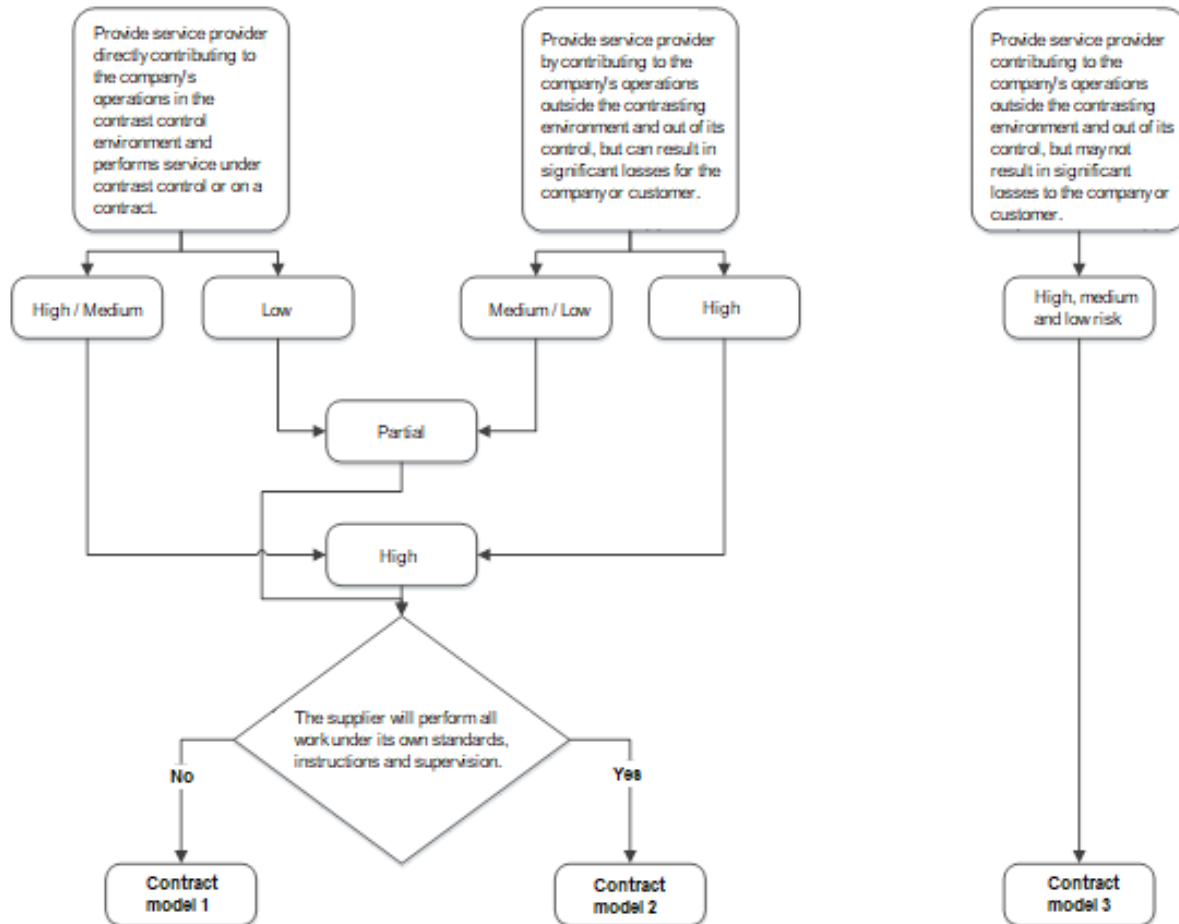 Provide service provider
directly contributing to
the company's
operations in the
contrast control
environment and
performs service under
contrast control or on a
contract.
Provide service provider
by contributing to the
company's operations
outside the contrasting
environment and out of its
control, but can result in
significant losses for the
company or customer.
Provide service provider
contributing to the
company's operations
outside the contrasting
environment and out of its
control, but may not
result in significant
losses to the company or
customer.
High / Medium
Low
Medium / Low
High
High, medium
and low risk
Partial
High
The supplier will perform all
work under its own standards,
instructions and supervision.
No
Yes
Contract
model 1
Contract
model 2
Contract
model 3